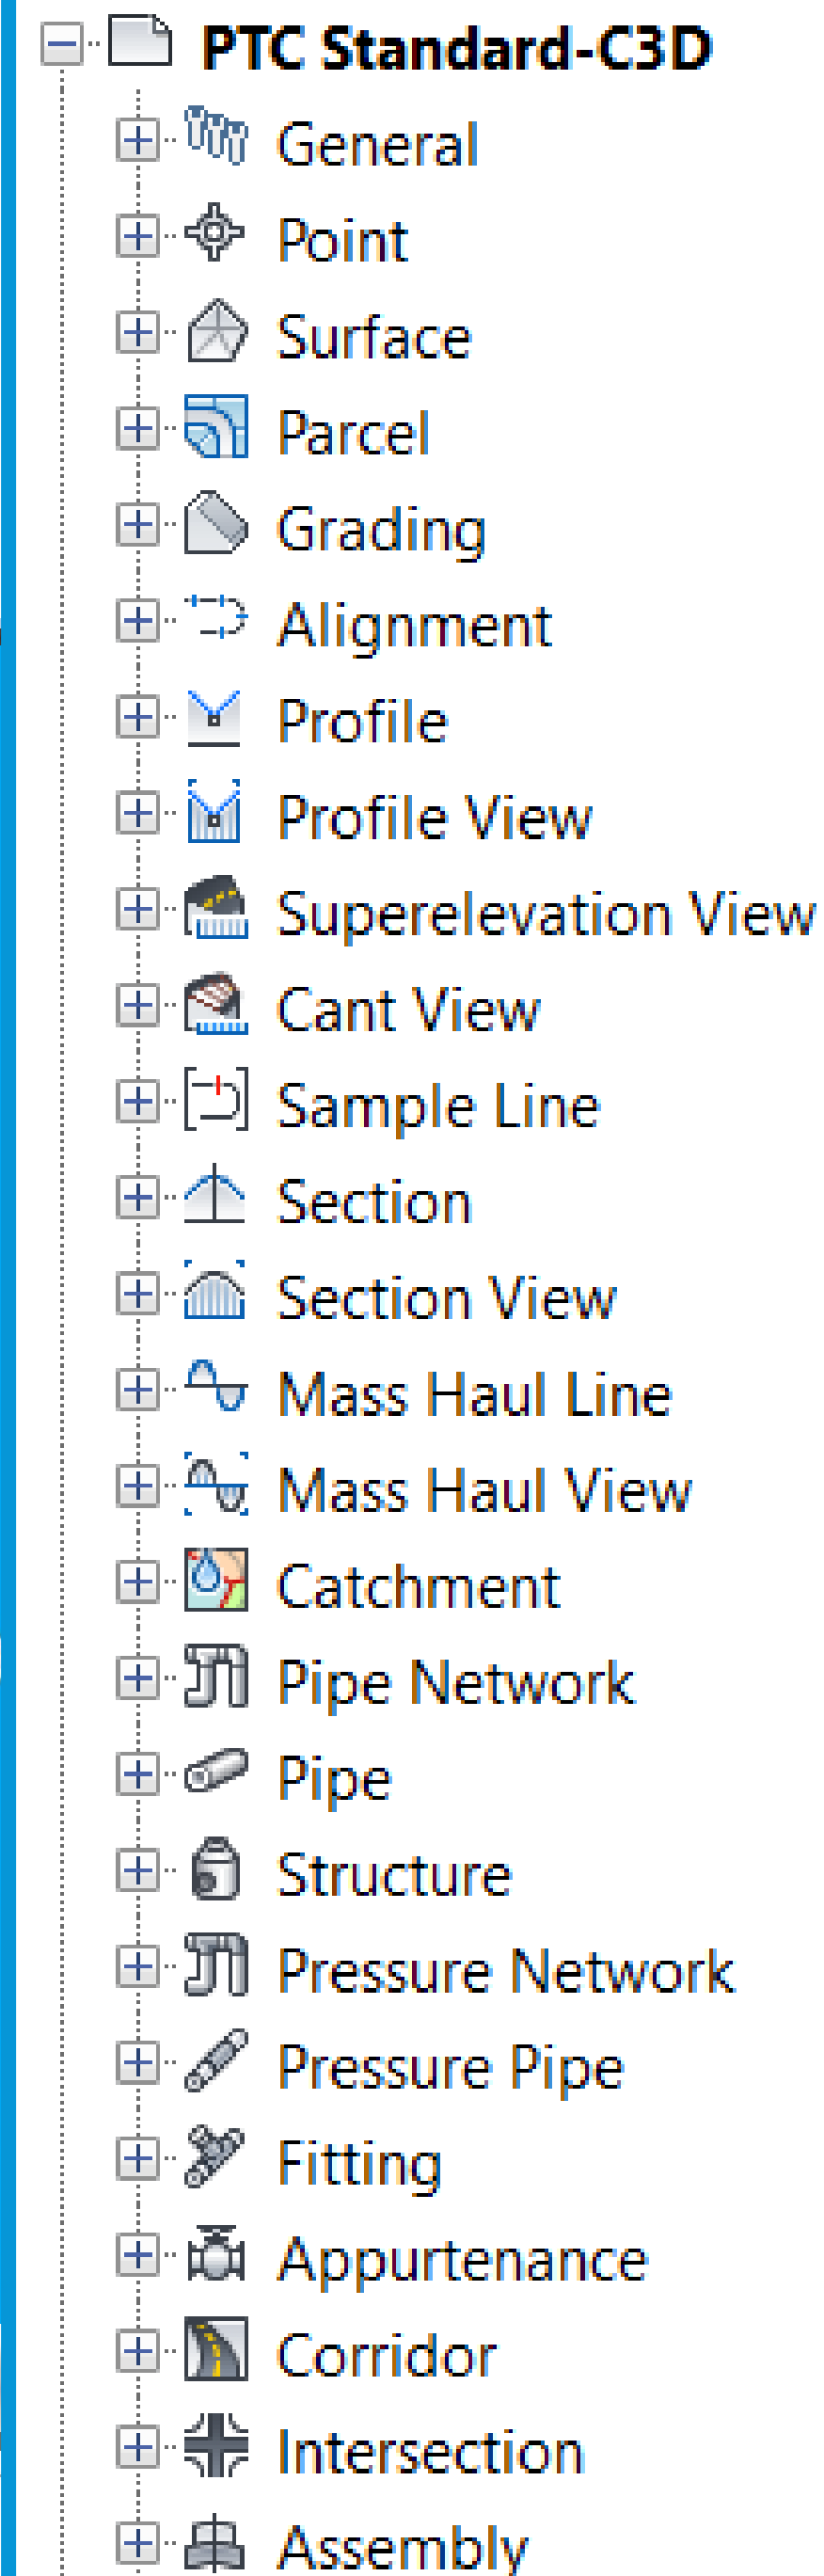 PTC Standard-C3D
General
Point
Surface
Parcel
Grading
Alignment
Profile
Profile View
Superelevation View
Cant View
Sample Line
Section
Section View
Mass Haul Line
Mass Haul View
Catchment
Pipe Network
Pipe
Structure
Pressure Network
Pressure Pipe
Fitting
Appurtenance
Corridor
Intersection
Assembly